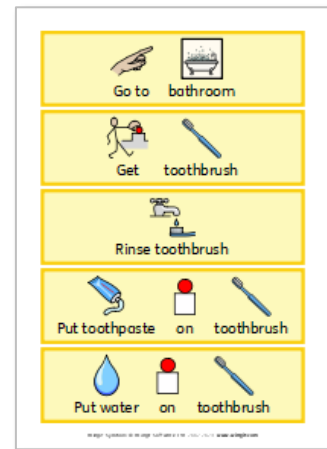 Go to bathroom
Get toothbrush
Rinse toothbrush
Put toothpaste on toothbrush
Put water on toothbrush